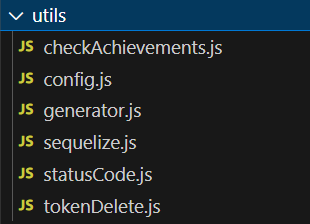 utils
JS checkAchievements.js
JS config.js
JS generator.js
JS sequelize.js
JS statusCode.js
JS tokenDelete.js